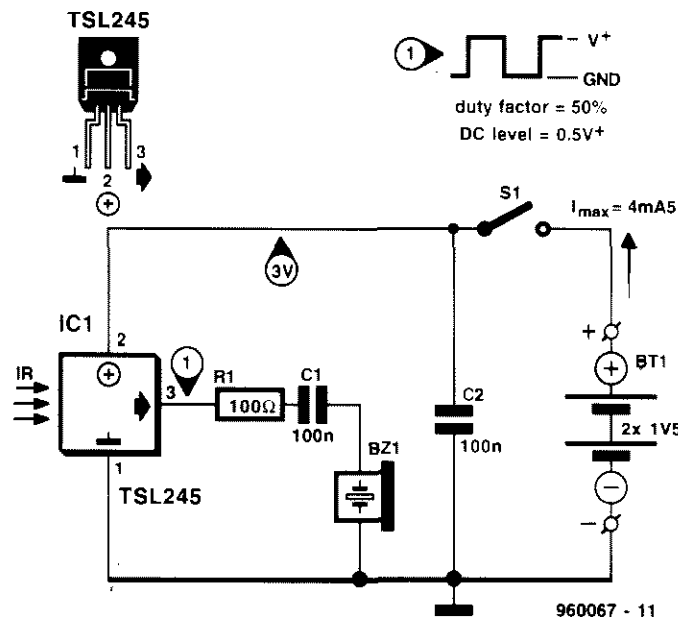 TSL245
1
V+
GND
duty factor = 50%
DC level = 0.5V+
1
2
3
+
S1
Imax = 4mA5
3V
IC1
2
+
IR
1
3
R1
100Ω
C1
100n
C2
100n
BZ1
1
TSL245
+
+
BT1
2x 1V5
−
−
960067 - 11